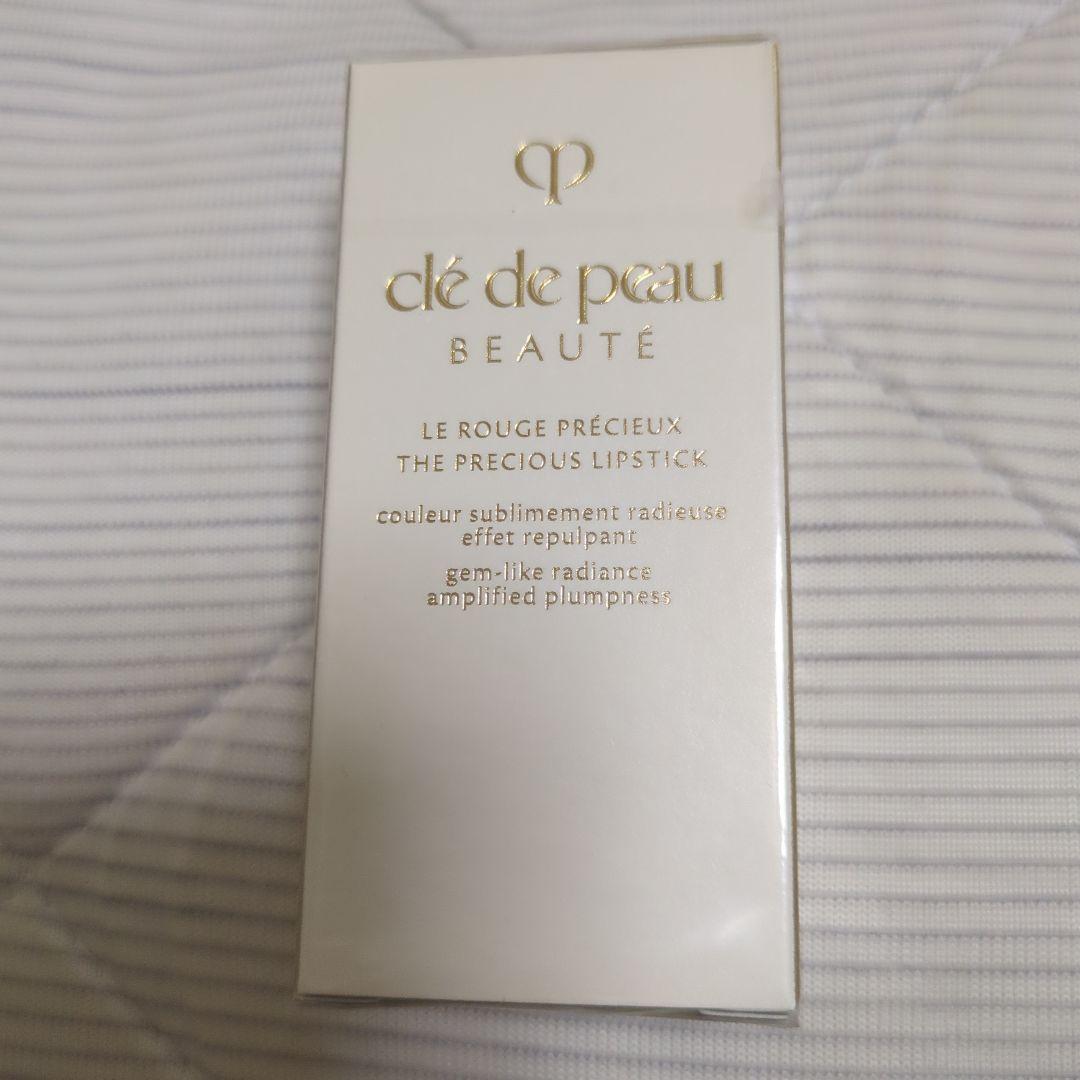 clé de peau
BEAUTÉ
LE ROUGE PRÉCIEUX
THE PRECIOUS LIPSTICK
couleur sublimement radieuse
effet repulpant
gem-like radiance
amplified plumpness